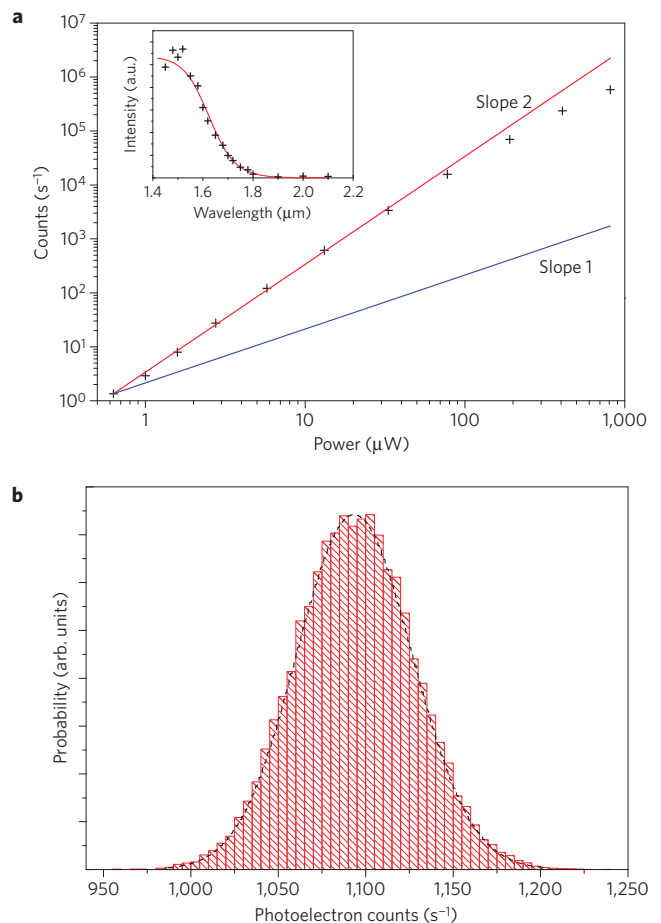 a
10⁷
10⁶
10⁵
10⁴
10³
10²
10¹
10⁰
Counts (s⁻¹)
Slope 2
Slope 1
Intensity (a.u.)
1.4 1.6 1.8 2.0 2.2
Wavelength (μm)
1 10 100 1,000
Power (μW)
b
Probability (arb. units)
950 1,000 1,050 1,100 1,150 1,200 1,250
Photoelectron counts (s⁻¹)